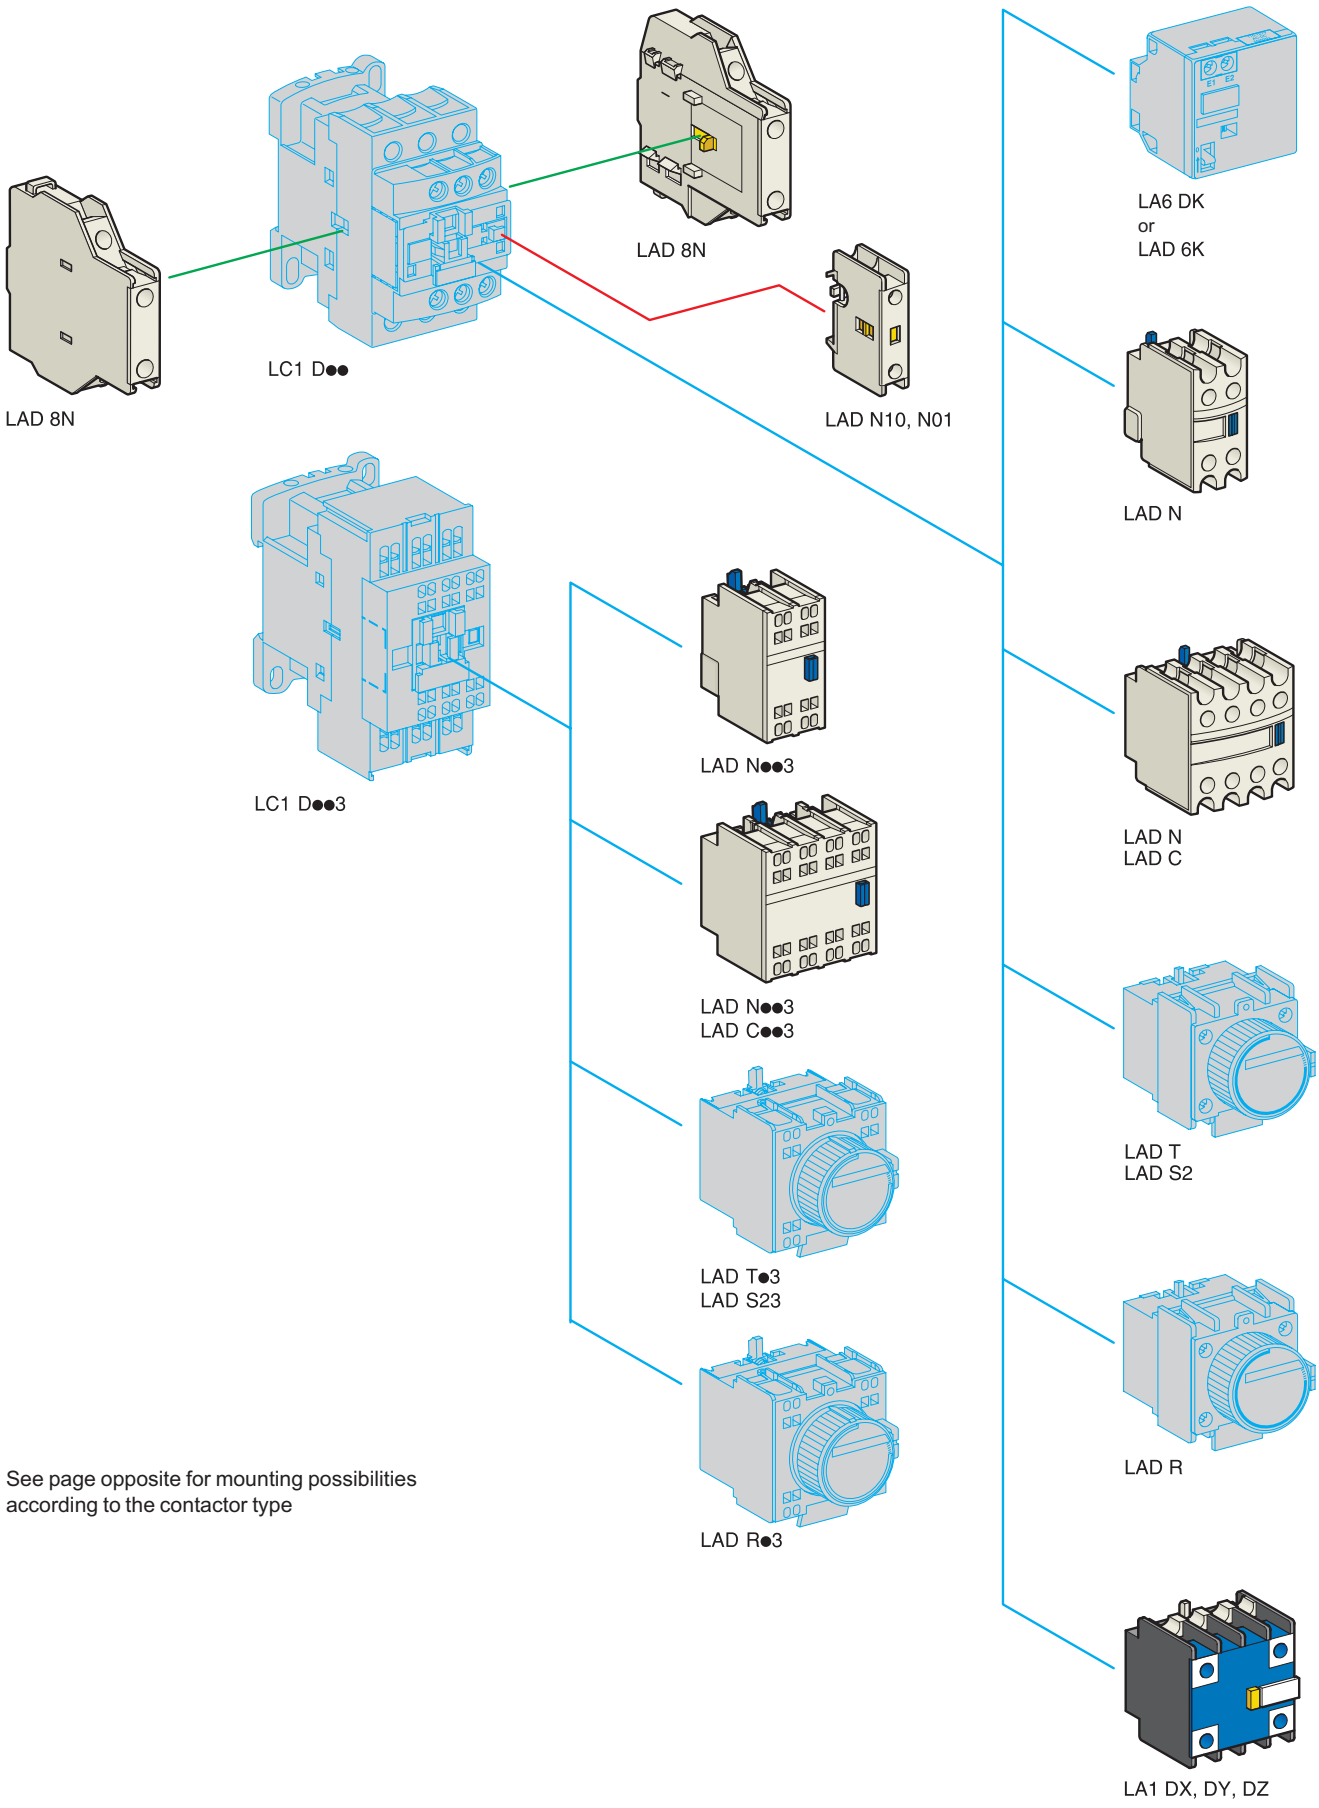 E1 E2
LA6 DK
or
LAD 6K
LAD 8N
LC1 D●●
LAD 8N
LAD N10, N01
LAD N
LAD N●●3
LC1 D●●3
LAD N
LAD C
LAD N●●3
LAD C●●3
LAD T
LAD S2
LAD T●3
LAD S23
LAD R
See page opposite for mounting possibilities
according to the contactor type
LAD R●3
LA1 DX, DY, DZ